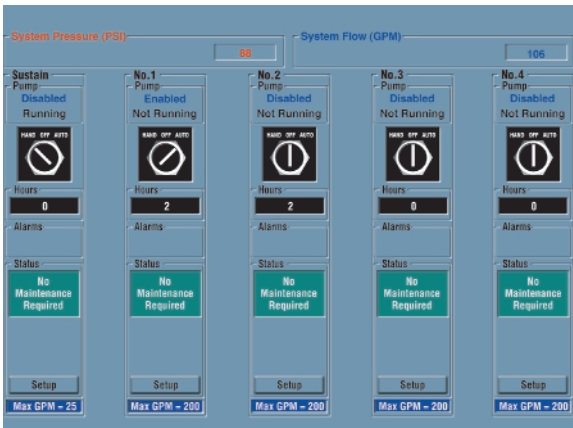 System Pressure (PSI)
88
System Flow (GPM)
106
Sustain
Pump
Disabled
Running
HAND OFF AUTO
Hours
0
Alarms
Status
No
Maintenance
Required
Setup
Max GPM - 25
No.1
Pump
Enabled
Not Running
HAND OFF AUTO
Hours
2
Alarms
Status
No
Maintenance
Required
Setup
Max GPM - 200
No.2
Pump
Disabled
Not Running
HAND OFF AUTO
Hours
2
Alarms
Status
No
Maintenance
Required
Setup
Max GPM - 200
No.3
Pump
Disabled
Not Running
HAND OFF AUTO
Hours
0
Alarms
Status
No
Maintenance
Required
Setup
Max GPM - 200
No.4
Pump
Disabled
Not Running
HAND OFF AUTO
Hours
0
Alarms
Status
No
Maintenance
Required
Setup
Max GPM - 200